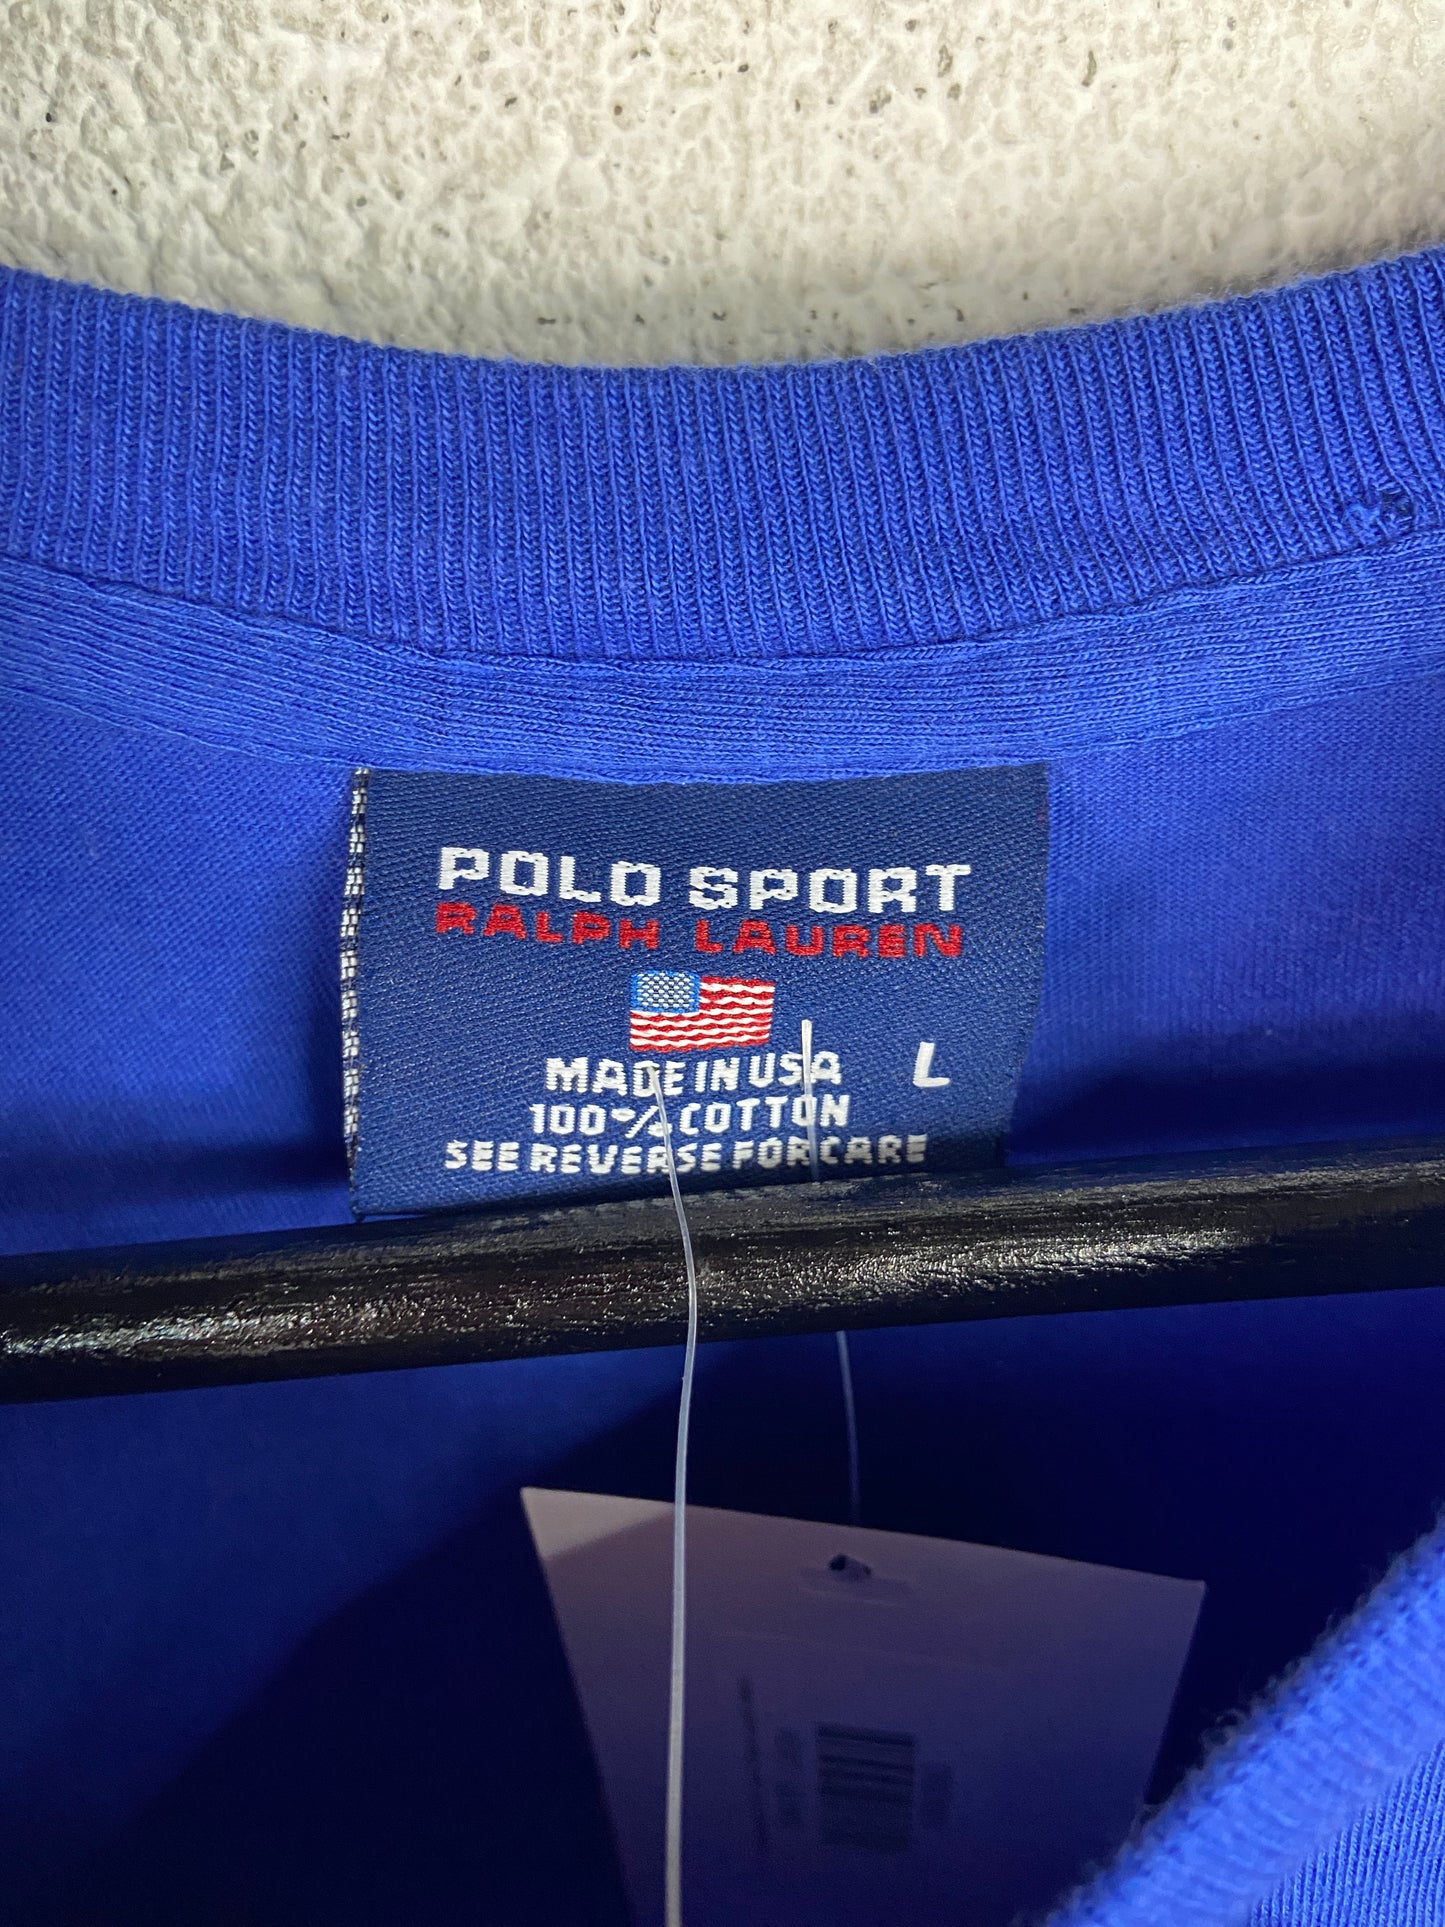 POLO SPORT
RALPH LAUREN
MADE IN USA L
100% COTTON
SEE REVERSE FOR CARE